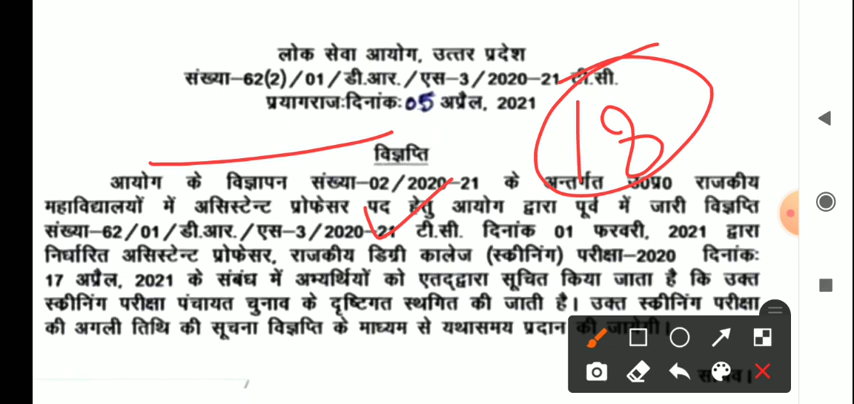 लोक सेवा आयोग, उत्तर प्रदेश
संख्या-62(2)/01/डी.आर./एस-3/2020-21 टी.सी.
प्रयागराज:दिनांक: 05 अप्रैल, 2021
18
विज्ञप्ति
आयोग के विज्ञापन संख्या-02/2020-21 के अन्तर्गत उ0प्र0 राजकीय
महाविद्यालयों में असिस्टेन्ट प्रोफेसर पद हेतु आयोग द्वारा पूर्व में जारी विज्ञप्ति
संख्या-62/01/डी.आर./एस-3/2020-21 टी.सी. दिनांक 01 फरवरी, 2021 द्वारा
निर्धारित असिस्टेन्ट प्रोफेसर, राजकीय डिग्री कालेज (स्कीनिंग) परीक्षा-2020 दिनांक:
17 अप्रैल, 2021 के संबंध में अभ्यर्थियों को एतद्द्वारा सूचित किया जाता है कि उक्त
स्कीनिंग परीक्षा पंचायत चुनाव के दृष्टिगत स्थगित की जाती है। उक्त स्कीनिंग परीक्षा
की अगली तिथि की सूचना विज्ञप्ति के माध्यम से यथासमय प्रदान की जायेगी।